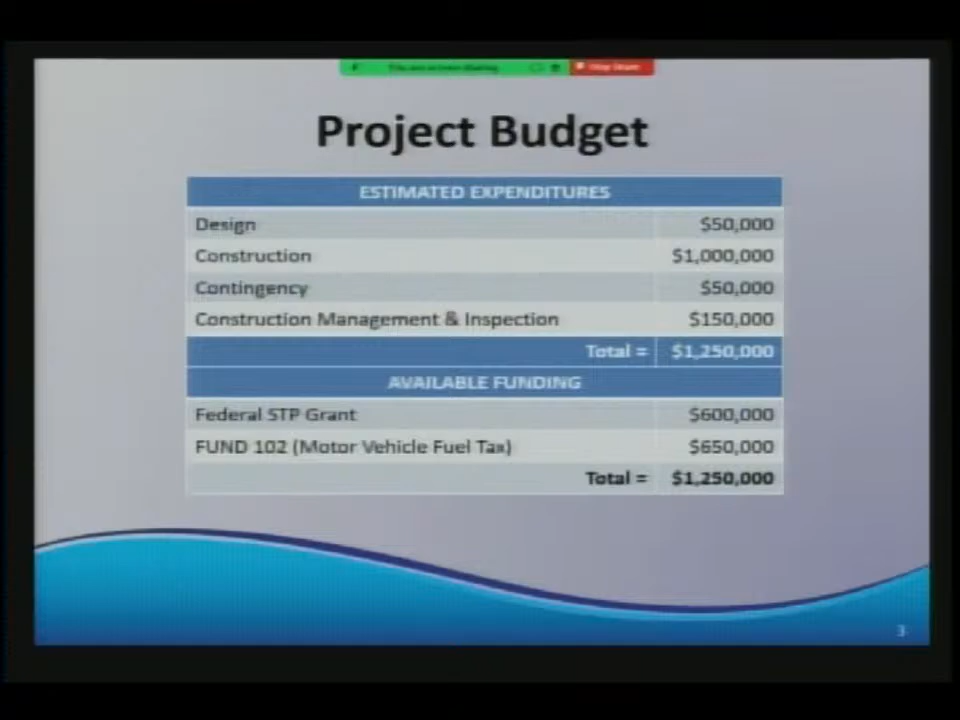 Project Budget
ESTIMATED EXPENDITURES
Design $50,000
Construction $1,000,000
Contingency $50,000
Construction Management & Inspection $150,000
Total = $1,250,000
AVAILABLE FUNDING
Federal STP Grant $600,000
FUND 102 (Motor Vehicle Fuel Tax) $650,000
Total = $1,250,000
3